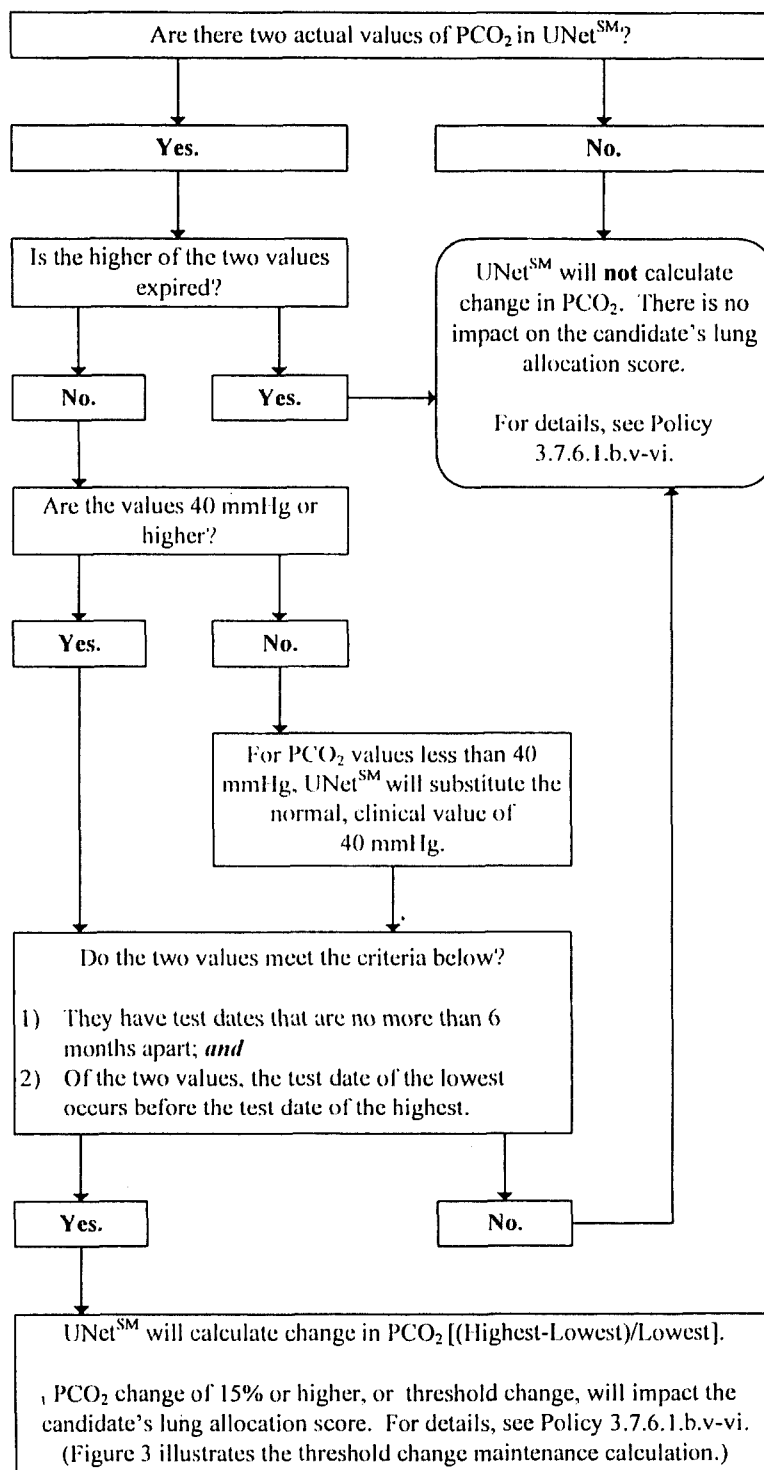 Are there two actual values of PCO₂ in UNetSM?
Yes.
No.
Is the higher of the two values
expired?
UNetSM will not calculate
change in PCO₂. There is no
impact on the candidate's lung
allocation score.
For details, see Policy
3.7.6.1.b.v-vi.
No.
Yes.
Are the values 40 mmHg or
higher?
Yes.
No.
For PCO₂ values less than 40
mmHg, UNetSM will substitute the
normal, clinical value of
40 mmHg.
Do the two values meet the criteria below?
1) They have test dates that are no more than 6
months apart; and
2) Of the two values, the test date of the lowest
occurs before the test date of the highest.
Yes.
No.
UNetSM will calculate change in PCO₂ [(Highest-Lowest)/Lowest].
PCO₂ change of 15% or higher, or threshold change, will impact the
candidate's lung allocation score. For details, see Policy 3.7.6.1.b.v-vi.
(Figure 3 illustrates the threshold change maintenance calculation.)